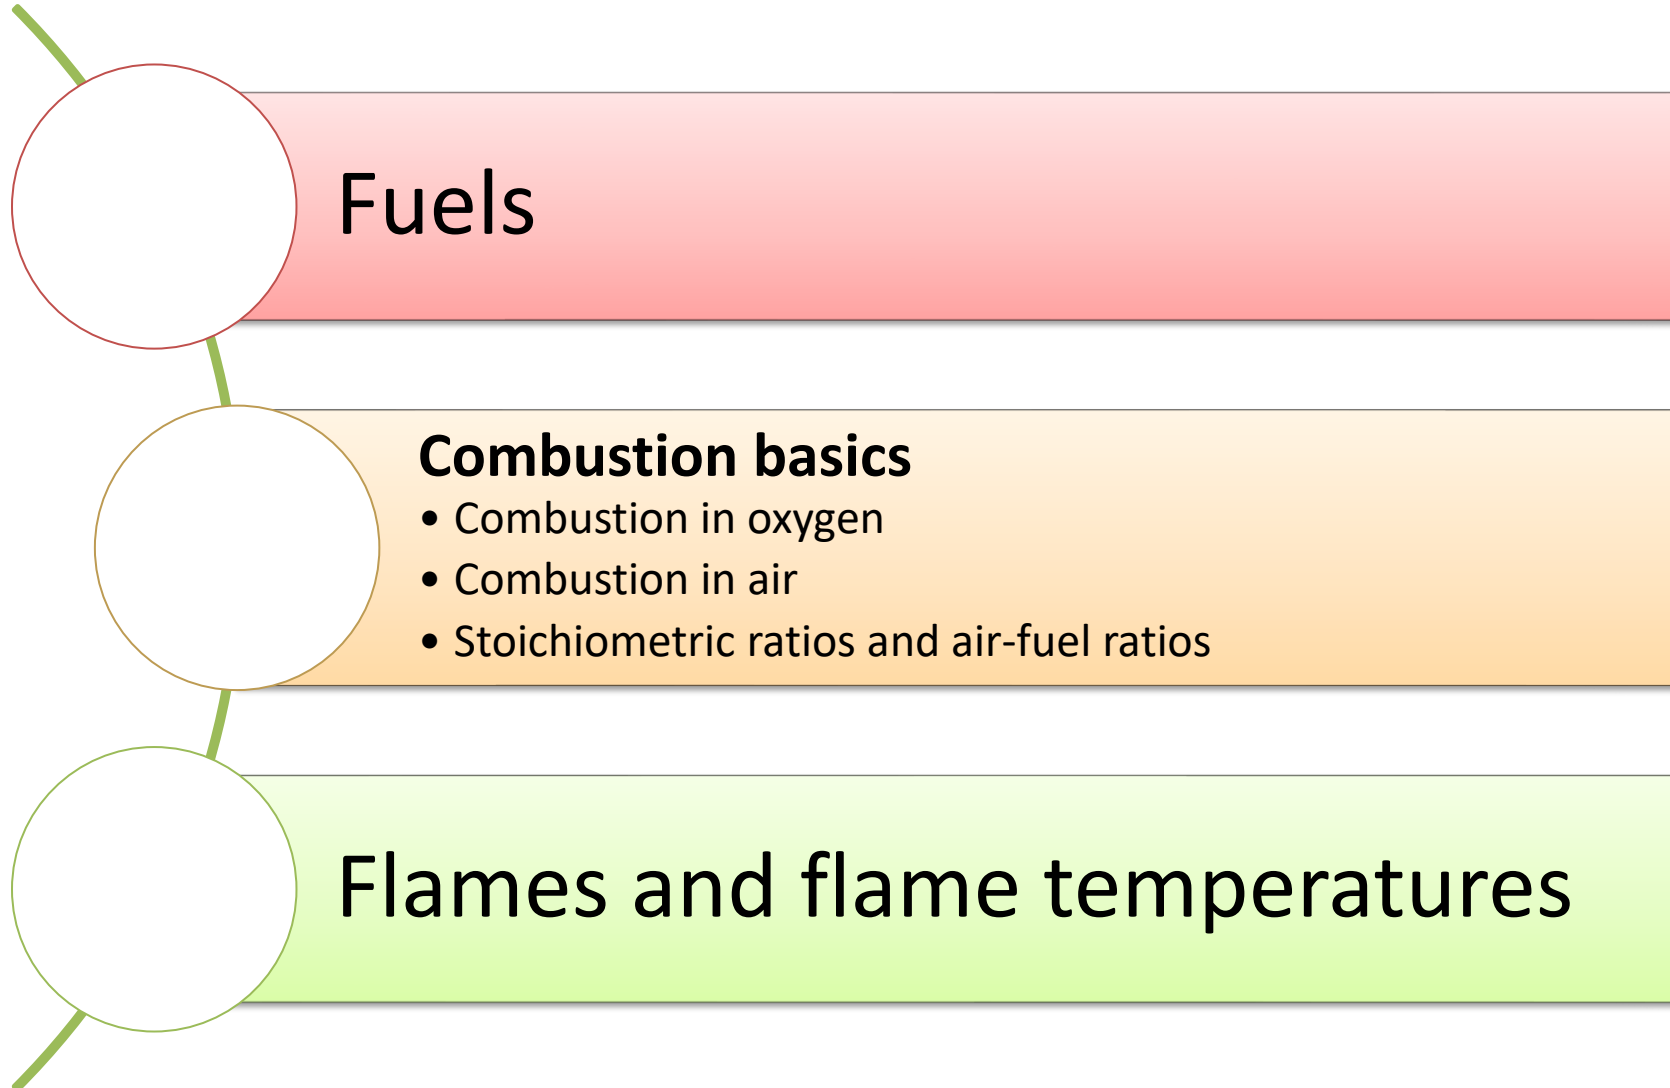 Fuels
Combustion basics
• Combustion in oxygen
• Combustion in air
• Stoichiometric ratios and air-fuel ratios
Flames and flame temperatures